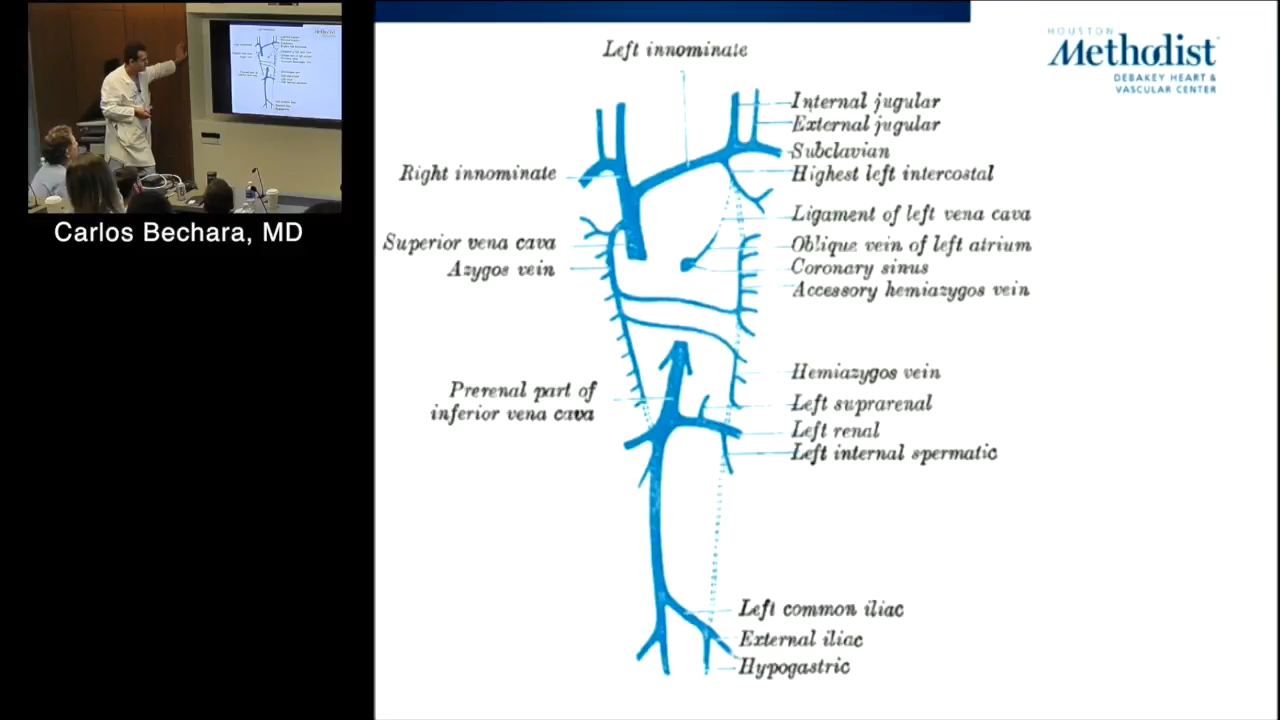 HOUSTON
Methodist
DEBAKEY HEART &
VASCULAR CENTER
Carlos Bechara, MD
Left innominate
Internal jugular
External jugular
Subclavian
Right innominate
Highest left intercostal
Ligament of left vena cava
Superior vena cava
Oblique vein of left atrium
Azygos vein
Coronary sinus
Accessory hemiazygos vein
Hemiazygos vein
Prerenal part of
inferior vena cava
Left suprarenal
Left renal
Left internal spermatic
Left common iliac
External iliac
Hypogastric